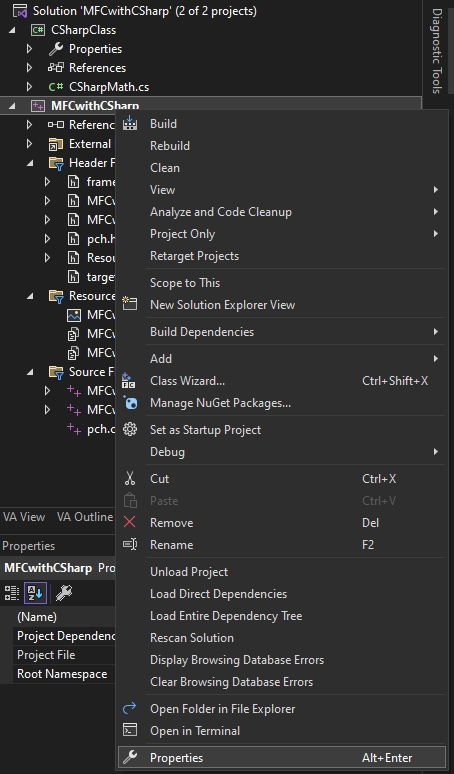 Solution 'MFCwithCSharp' (2 of 2 projects)
CSharpClass
Properties
References
CSharpMath.cs
MFCwithCSharp
Referenc
External
Header F
frame
MFCw
MFCw
pch.h
Resou
target
Resource
MFCw
MFCw
MFCw
Source F
MFCw
MFCw
pch.c
Build
Rebuild
Clean
View
Analyze and Code Cleanup
Project Only
Retarget Projects
Scope to This
New Solution Explorer View
Build Dependencies
Add
Class Wizard... Ctrl+Shift+X
Manage NuGet Packages...
Set as Startup Project
Debug
Cut Ctrl+X
Paste Ctrl+V
Remove Del
Rename F2
Unload Project
Load Direct Dependencies
Load Entire Dependency Tree
Rescan Solution
Display Browsing Database Errors
Clear Browsing Database Errors
Open Folder in File Explorer
Open in Terminal
Properties Alt+Enter
VA View VA Outline
Properties
MFCwithCSharp Pro
(Name)
Project Dependenc
Project File
Root Namespace
Diagnostic Tools